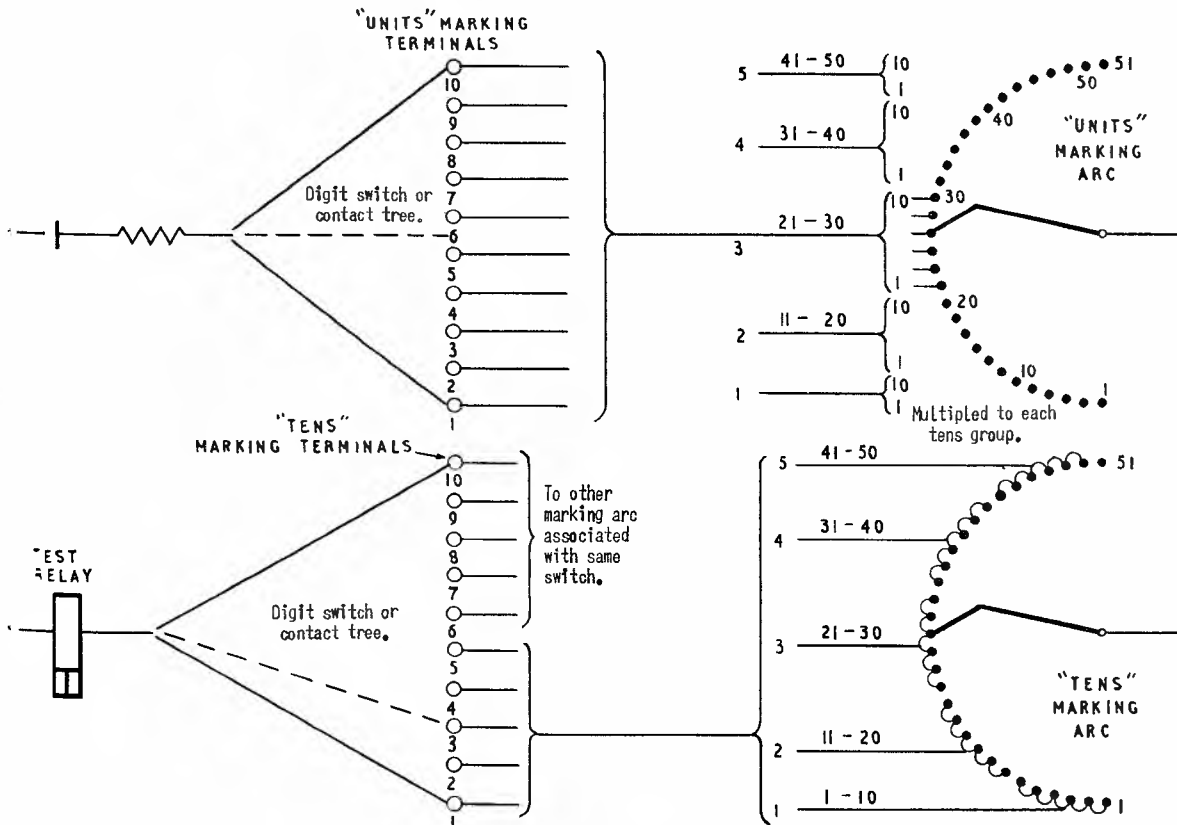 "UNITS" MARKING
TERMINALS
10
9
8
7
6
5
4
3
2
1
Digit switch or
contact tree.
5
41-50
10
1
4
31-40
10
1
3
21-30
10
1
2
11-20
10
1
1
10
1
Multipled to each
tens group.
51
50
40
30
20
10
1
"UNITS"
MARKING
ARC
"TENS"
MARKING TERMINALS
10
9
8
7
6
5
4
3
2
1
To other
marking arc
associated
with same
switch.
EST
RELAY
Digit switch or
contact tree.
5
41-50
4
31-40
3
21-30
2
11-20
1
1-10
51
1
"TENS"
MARKING
ARC